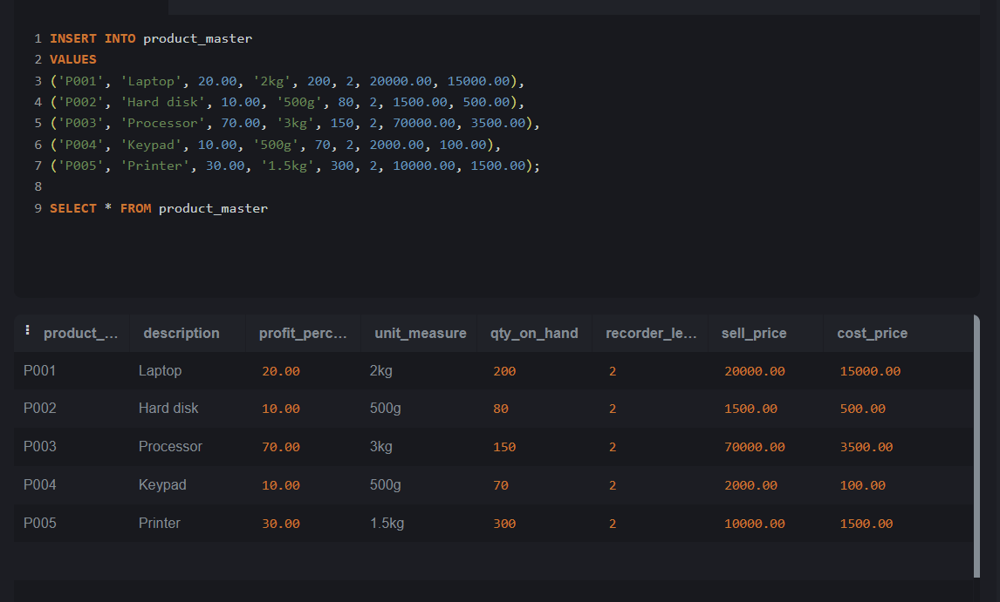 1 INSERT INTO product_master
2 VALUES
3 ('P001', 'Laptop', 20.00, '2kg', 200, 2, 20000.00, 15000.00),
4 ('P002', 'Hard disk', 10.00, '500g', 80, 2, 1500.00, 500.00),
5 ('P003', 'Processor', 70.00, '3kg', 150, 2, 70000.00, 3500.00),
6 ('P004', 'Keypad', 10.00, '500g', 70, 2, 2000.00, 100.00),
7 ('P005', 'Printer', 30.00, '1.5kg', 300, 2, 10000.00, 1500.00);
8
9 SELECT * FROM product_master
product_... description profit_perc... unit_measure qty_on_hand recorder_le... sell_price cost_price
P001 Laptop 20.00 2kg 200 2 20000.00 15000.00
P002 Hard disk 10.00 500g 80 2 1500.00 500.00
P003 Processor 70.00 3kg 150 2 70000.00 3500.00
P004 Keypad 10.00 500g 70 2 2000.00 100.00
P005 Printer 30.00 1.5kg 300 2 10000.00 1500.00